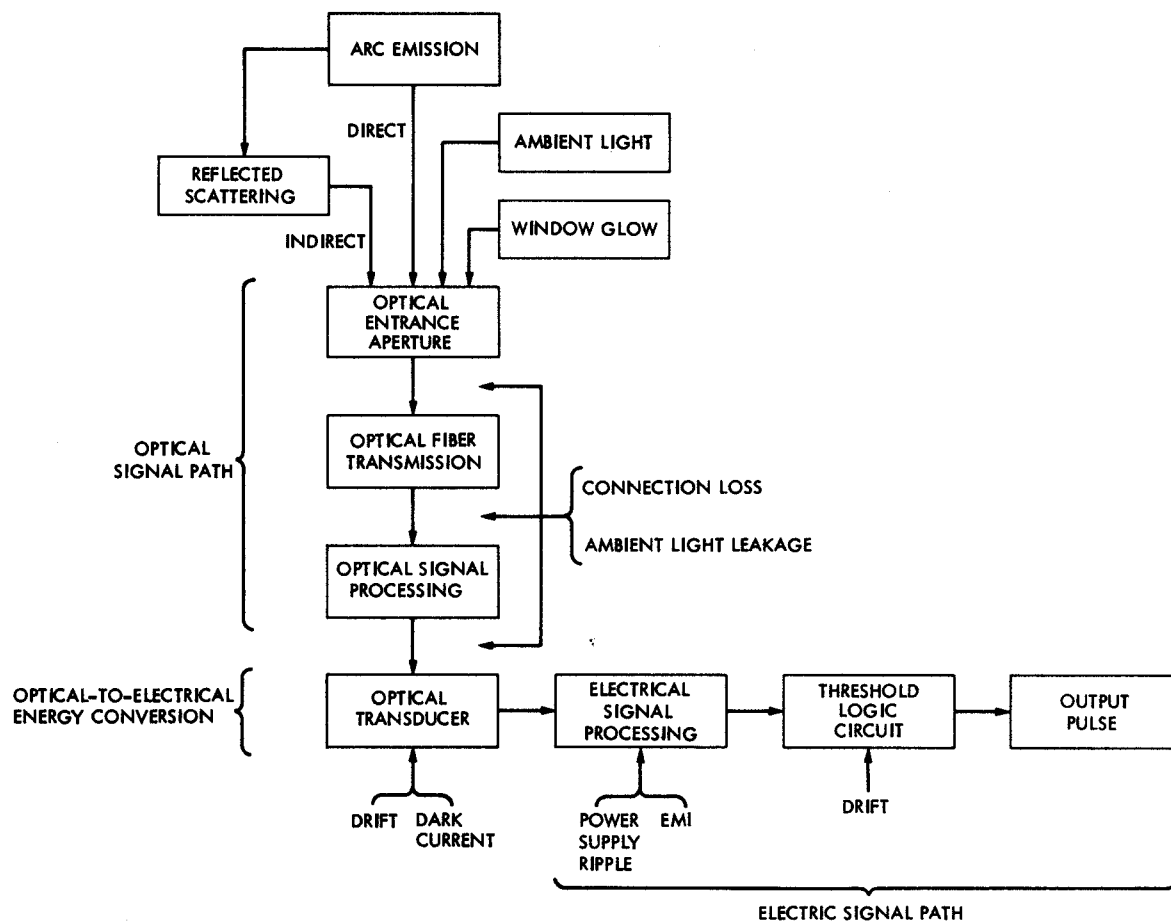 ARC EMISSION
DIRECT
AMBIENT LIGHT
REFLECTED
SCATTERING
WINDOW GLOW
INDIRECT
OPTICAL
ENTRANCE
APERTURE
OPTICAL
SIGNAL PATH
OPTICAL FIBER
TRANSMISSION
CONNECTION LOSS
AMBIENT LIGHT LEAKAGE
OPTICAL SIGNAL
PROCESSING
OPTICAL-TO-ELECTRICAL
ENERGY CONVERSION
OPTICAL
TRANSDUCER
ELECTRICAL
SIGNAL
PROCESSING
THRESHOLD
LOGIC
CIRCUIT
OUTPUT
PULSE
DRIFT
DARK
CURRENT
POWER
SUPPLY
RIPPLE
EMI
DRIFT
ELECTRIC SIGNAL PATH